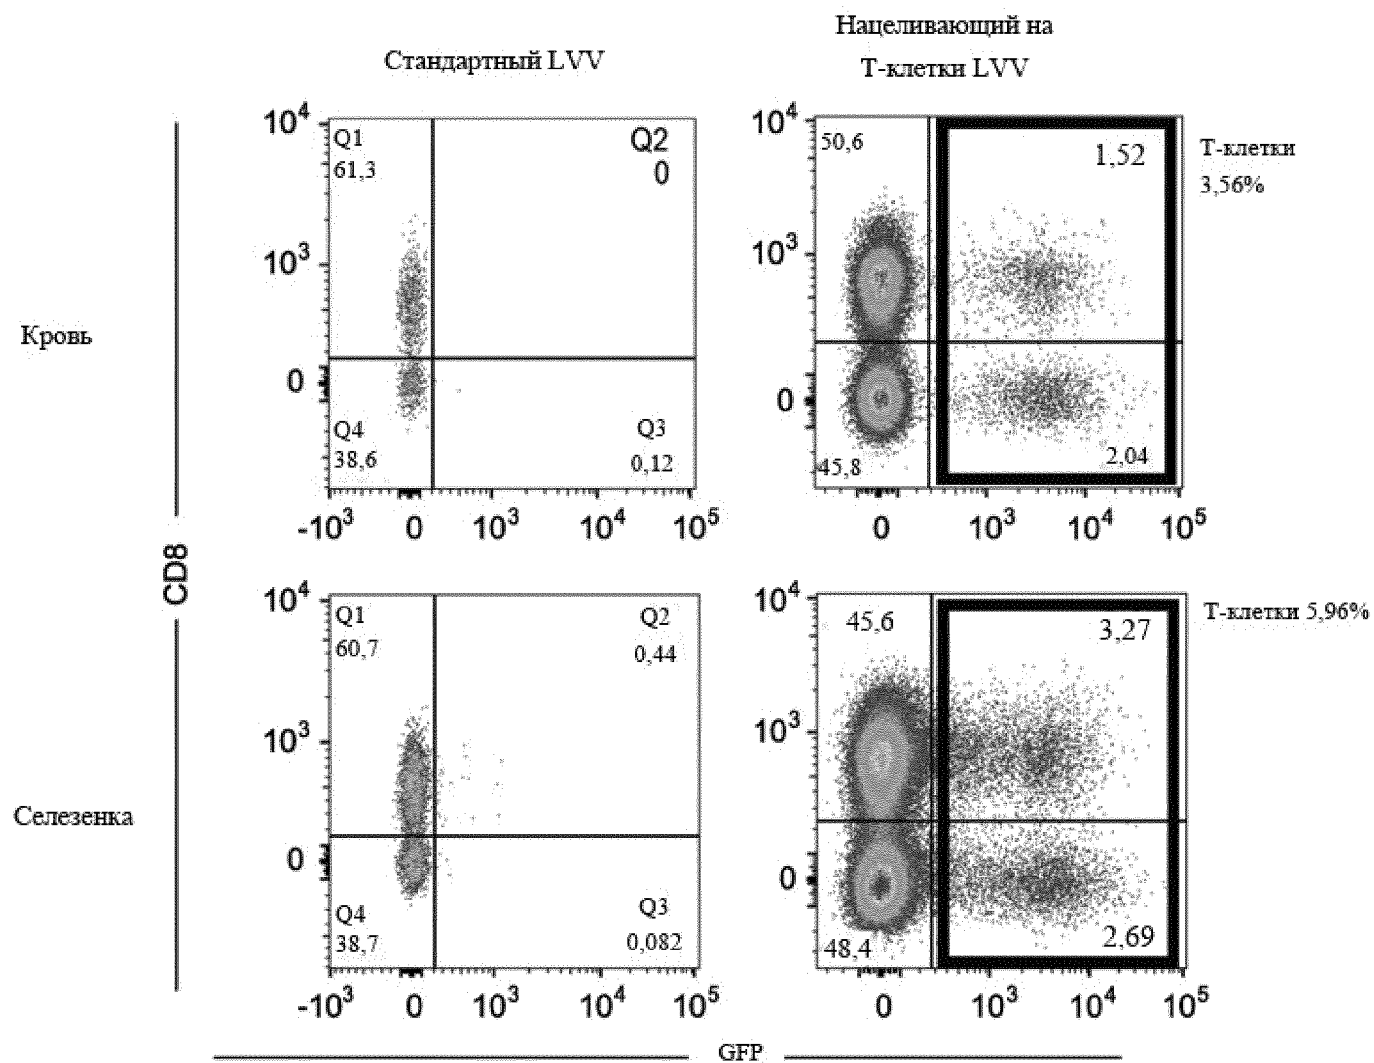 Стандартный LVV
Нацеливающий на
Т-клетки LVV
Кровь
Селезенка
CD8
10⁴
10³
0
Q1
61,3
Q2
0
Q4
38,6
Q3
0,12
-10³ 0 10³ 10⁴ 10⁵
10⁴
10³
0
50,6
1,52
45,8
2,04
0 10³ 10⁴ 10⁵
Т-клетки
3,56%
10⁴
10³
0
Q1
60,7
Q2
0,44
Q4
38,7
Q3
0,082
-10³ 0 10³ 10⁴ 10⁵
10⁴
10³
0
45,6
3,27
48,4
2,69
0 10³ 10⁴ 10⁵
Т-клетки 5,96%
GFP